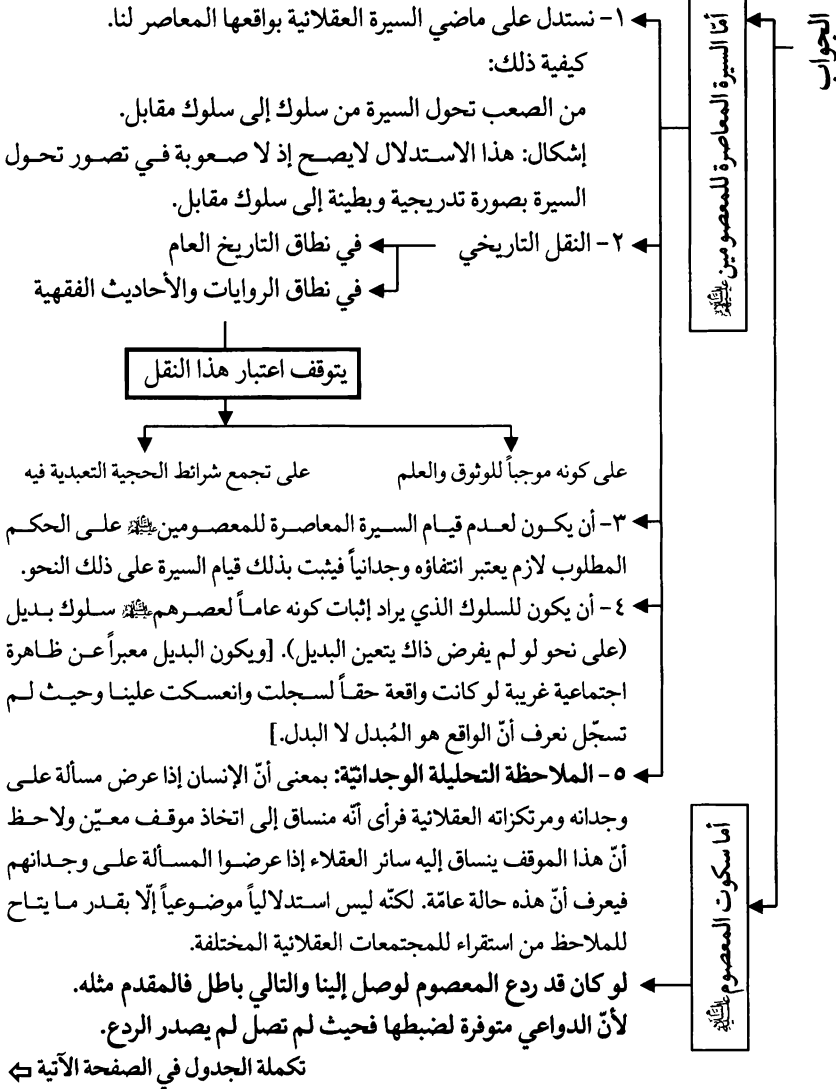 الجواب
أمّا السيرة المعاصرة للمعصومين عليهم السلام
١- نستدل على ماضي السيرة العقلائية بواقعها المعاصر لنا.
كيفية ذلك:
من الصعب تحول السيرة من سلوك إلى سلوك مقابل.
إشكال: هذا الاستدلال لايصح إذ لا صعوبة في تصور تحول
السيرة بصورة تدريجية وبطيئة إلى سلوك مقابل.
٢- النقل التاريخي
في نطاق التاريخ العام
في نطاق الروايات والأحاديث الفقهية
يتوقف اعتبار هذا النقل
على كونه موجباً للوثوق والعلم
على تجمع شرائط الحجية التعبدية فيه
٣- أن يكون لعدم قيام السيرة المعاصرة للمعصومين عليهم السلام على الحكم
المطلوب لازم يعتبر انتفاؤه وجدانياً فيثبت بذلك قيام السيرة على ذلك النحو.
٤- أن يكون للسلوك الذي يراد إثبات كونه عاماً لعصرهم عليهم السلام سلوك بديل
(على نحو لو لم يفرض ذاك يتعين البديل). [ويكون البديل معبراً عن ظاهرة
اجتماعية غريبة لو كانت واقعة حقاً لسجلت وانعسكت علينا وحيث لم
تسجّل نعرف أنّ الواقع هو المُبدل لا البدل.]
٥- الملاحظة التحليلة الوجدانيّة: بمعنى أنّ الإنسان إذا عرض مسألة على
وجدانه ومرتكزاته العقلائية فرأى أنّه منساق إلى اتخاذ موقف معيّن ولاحظ
أنّ هذا الموقف ينساق إليه سائر العقلاء إذا عرضوا المسألة على وجدانهم
فيعرف أنّ هذه حالة عامّة. لكنّه ليس استدلالياً موضوعياً إلّا بقدر ما يتاح
للملاحظ من استقراء للمجتمعات العقلائية المختلفة.
أما سكوت المعصوم عليه السلام
لو كان قد ردع المعصوم لوصل إلينا والتالي باطل فالمقدم مثله.
لأنّ الدواعي متوفرة لضبطها فحيث لم تصل لم يصدر الردع.
تكملة الجدول في الصفحة الآتية ⇦